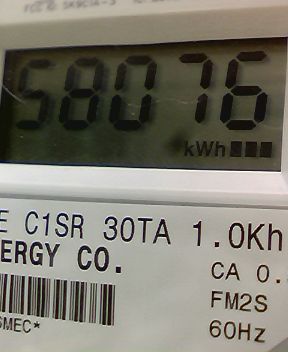 58076
kWh
E C1SR 30TA 1.0Kh
ERGY CO.
CA 0.
FM2S
60Hz
SMEC*